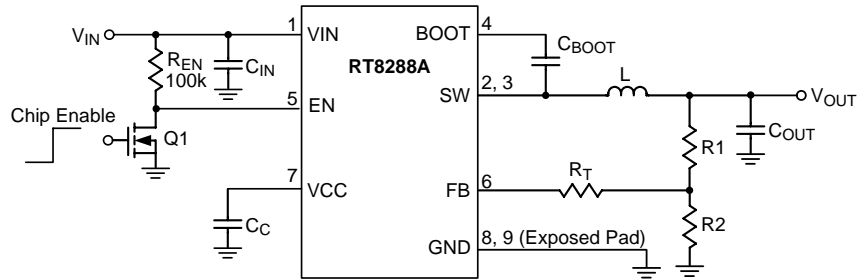 VIN
REN
100k
CIN
Chip Enable
Q1
CC
1
5
7
VIN
EN
VCC
RT8288A
BOOT
SW
FB
GND
4
2, 3
6
8, 9 (Exposed Pad)
CBOOT
L
VOUT
COUT
RT
R1
R2